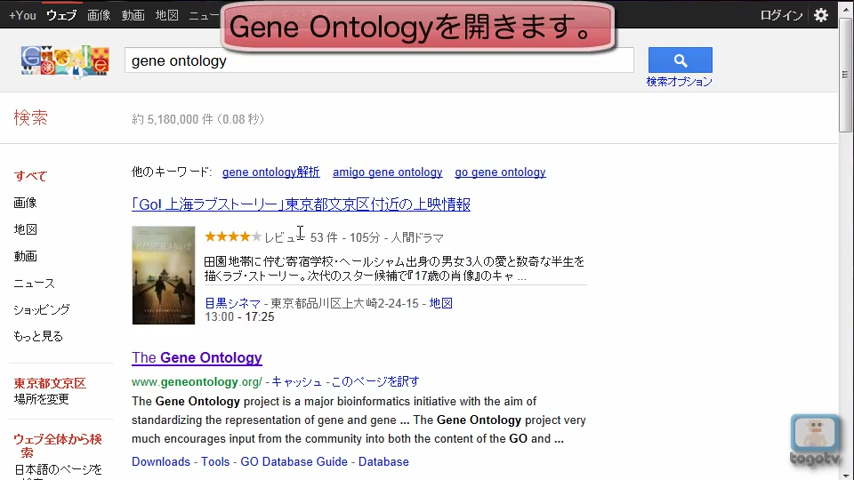 +You ウェブ 画像 動画 地図 ログイン
Gene Ontologyを開きます。
gene ontology
検索オプション
検索
約 5,180,000 件 (0.08 秒)
すべて
画像
地図
動画
ニュース
ショッピング
もっと見る
東京都文京区
場所を変更
ウェブ全体から検
索
日本語のページを
他のキーワード: gene ontology解析 amigo gene ontology go gene ontology
「Go! 上海ラブストーリー」東京都文京区付近の上映情報
レビュー 53 件 - 105分 - 人間ドラマ
田園地帯に佇む寄宿学校・ヘールシャム出身の男女3人の愛と数奇な半生を
描くラブ・ストーリー。次代のスター候補で『17歳の肖像』のキャ ...
目黒シネマ - 東京都品川区上大崎2-24-15 - 地図
13:00 - 17:25
The Gene Ontology
www.geneontology.org/ - キャッシュ - このページを訳す
The Gene Ontology project is a major bioinformatics initiative with the aim of
standardizing the representation of gene and gene ... The Gene Ontology project very
much encourages input from the community into both the content of the GO and ...
Downloads - Tools - GO Database Guide - Database
togotv